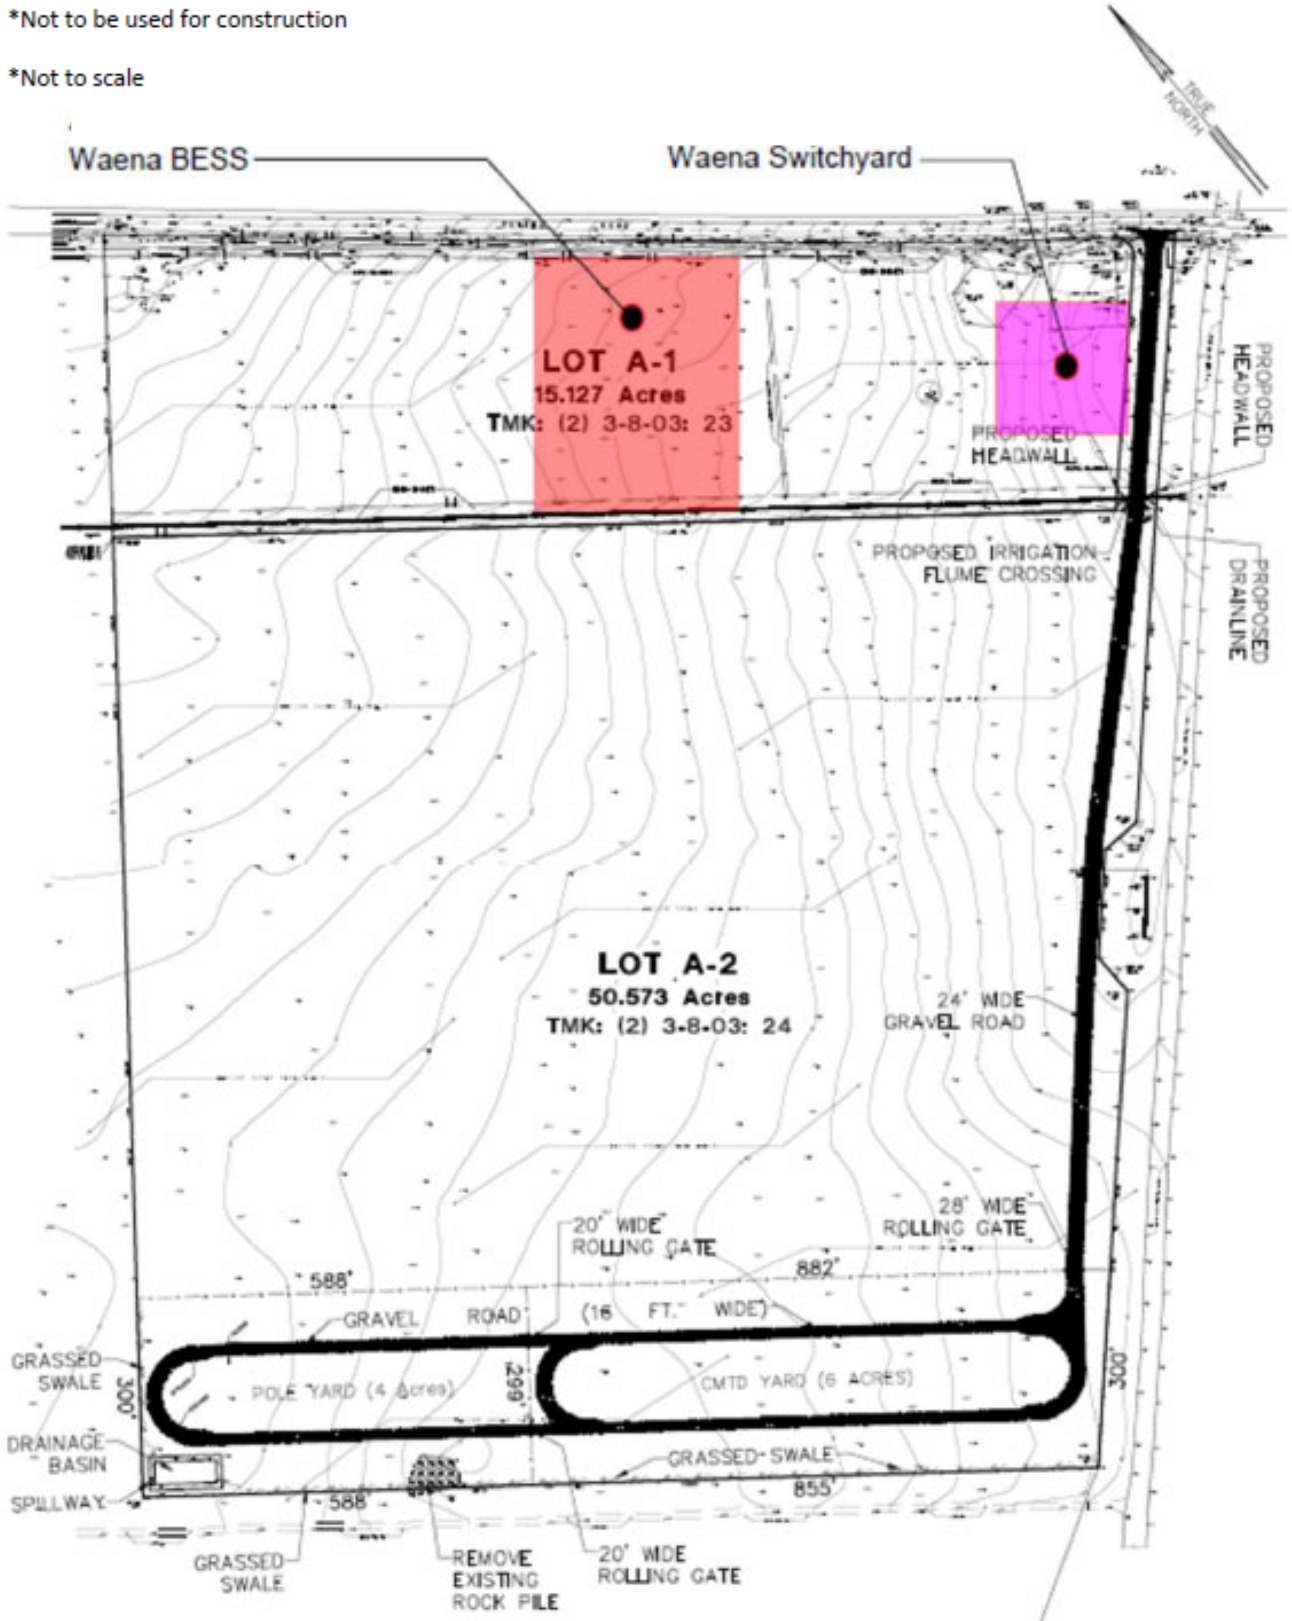 *Not to be used for construction
*Not to scale
TRUE
NORTH
Waena BESS
Waena Switchyard
LOT A-1
15.127 Acres
TMK: (2) 3-8-03: 23
PROPOSED
HEADWALL
PROPOSED
HEADWALL
PROPOSED IRRIGATION
FLUME CROSSING
PROPOSED
DRAINLINE
LOT A-2
50.573 Acres
TMK: (2) 3-8-03: 24
24' WIDE
GRAVEL ROAD
28' WIDE
ROLLING GATE
20' WIDE
ROLLING GATE
588'
882'
GRAVEL ROAD (16 FT. WIDE)
GRASSED
SWALE
300'
POLE YARD (4 Acres)
299'
CMTD YARD (6 ACRES)
300'
DRAINAGE
BASIN
GRASSED SWALE
SPILLWAY
588'
855'
GRASSED
SWALE
REMOVE
EXISTING
ROCK PILE
20' WIDE
ROLLING GATE